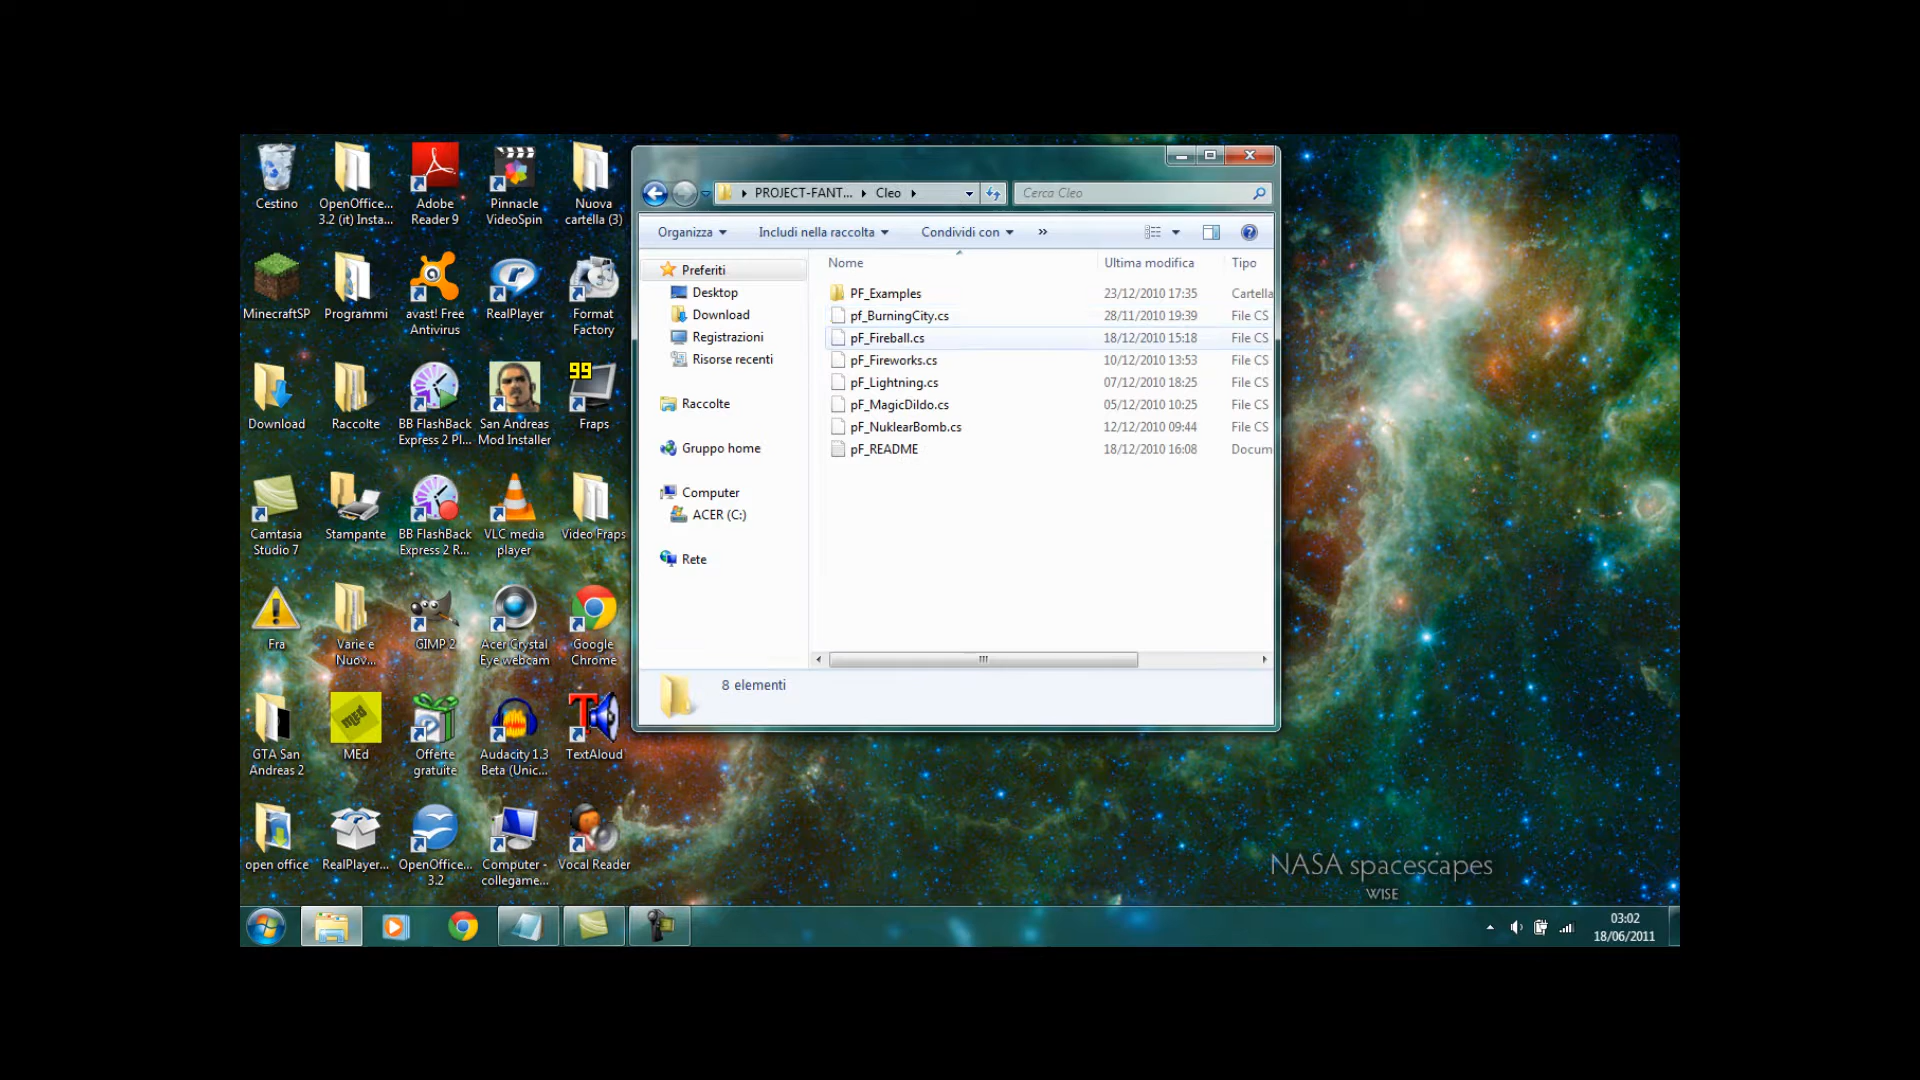 Cestino
OpenOffice...
3.2 (it) Insta...
Adobe
Reader 9
Pinnacle
VideoSpin
Nuova
cartella (3)
MinecraftSP
Programmi
avast! Free
Antivirus
RealPlayer
Format
Factory
99
Download
Raccolte
BB FlashBack
Express 2 Pl...
San Andreas
Mod Installer
Fraps
Camtasia
Studio 7
Stampante
BB FlashBack
Express 2 R...
VLC media
player
Video Fraps
Fra
Varie e
Nuov...
GIMP 2
Acer Crystal
Eye webcam
Google
Chrome
GTA San
Andreas 2
MEd
MEd
Offerte
gratuite
Audacity 1.3
Beta (Unic...
TextAloud
open office
RealPlayer...
OpenOffice...
3.2
Computer -
collegame...
Vocal Reader
PROJECT-FANT... Cleo
Cerca Cleo
Organizza Includi nella raccolta Condividi con »
Preferiti
Desktop
Download
Registrazioni
Risorse recenti
Raccolte
Gruppo home
Computer
ACER (C:)
Rete
Nome Ultima modifica Tipo
PF_Examples 23/12/2010 17:35 Cartella
pf_BurningCity.cs 28/11/2010 19:39 File CS
pF_Fireball.cs 18/12/2010 15:18 File CS
pF_Fireworks.cs 10/12/2010 13:53 File CS
pF_Lightning.cs 07/12/2010 18:25 File CS
pF_MagicDildo.cs 05/12/2010 10:25 File CS
pF_NuklearBomb.cs 12/12/2010 09:44 File CS
pF_README 18/12/2010 16:08 Docum
8 elementi
NASA spacescapes
WISE
03:02
18/06/2011